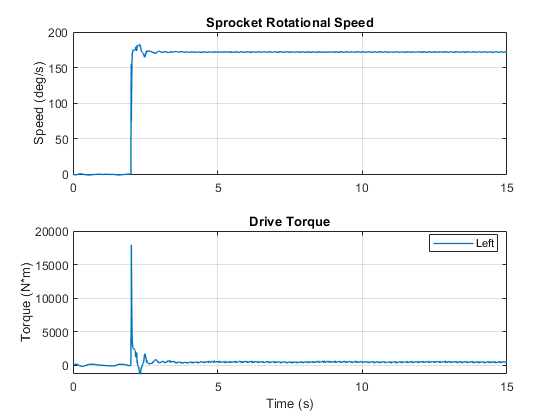 Sprocket Rotational Speed
200
150
100
50
0
Speed (deg/s)
0 5 10 15
Drive Torque
20000
15000
10000
5000
0
Torque (N*m)
Left
0 5 10 15
Time (s)